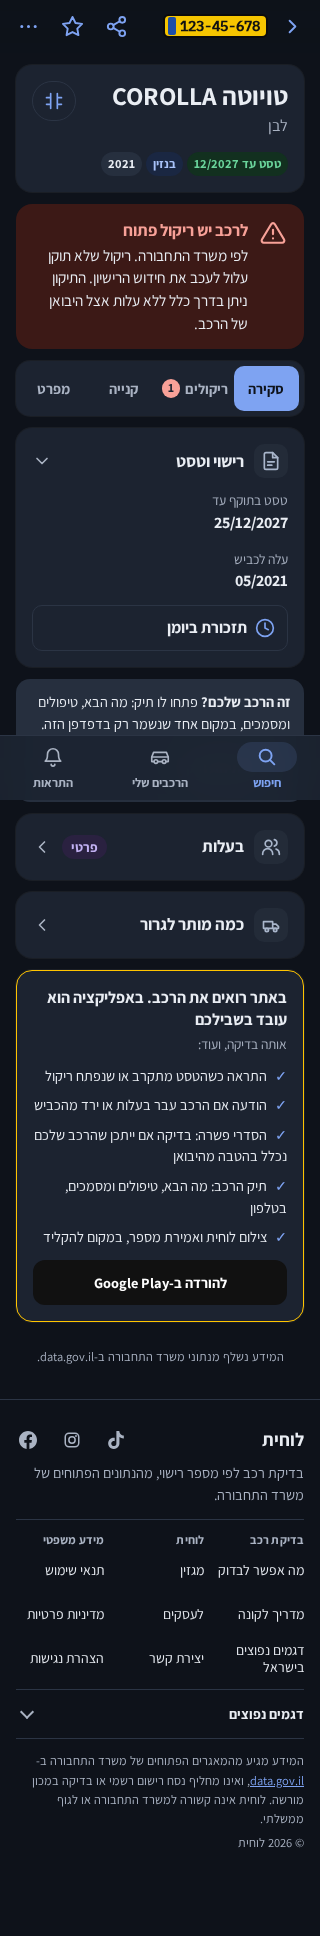 123-45-678
טויוטה COROLLA
לבן
טסט עד 12/2027
בנזין
2021
לרכב יש ריקול פתוח
לפי משרד התחבורה. ריקול שלא תוקן
עלול לעכב את חידוש הרישיון. התיקון
ניתן בדרך כלל ללא עלות אצל היבואן
של הרכב.
סקירה
ריקולים 1
קנייה
מפרט
רישוי וטסט
טסט בתוקף עד
25/12/2027
עלה לכביש
05/2021
תזכורת ביומן
זה הרכב שלכם? פתחו לו תיק: מה הבא, טיפולים
ומסמכים, במקום אחד שנשמר רק בדפדפן הזה.
חיפוש
הרכבים שלי
התראות
בעלות
פרטי
כמה מותר לגרור
באתר רואים את הרכב. באפליקציה הוא
עובד בשבילכם
אותה בדיקה, ועוד:
✓ התראה כשהטסט מתקרב או שנפתח ריקול
✓ הודעה אם הרכב עבר בעלות או ירד מהכביש
✓ הסדרי פשרה: בדיקה אם ייתכן שהרכב שלכם
נכלל בהטבה מהיבואן
✓ תיק הרכב: מה הבא, טיפולים ומסמכים,
בטלפון
✓ צילום לוחית ואמירת מספר, במקום להקליד
להורדה ב-Google Play
המידע נשלף מנתוני משרד התחבורה ב-data.gov.il.
לוחית
בדיקת רכב לפי מספר רישוי, מהנתונים הפתוחים של
משרד התחבורה.
בדיקת רכב
לוחית
מידע משפטי
מה אפשר לבדוק
מגזין
תנאי שימוש
מדריך לקונה
לעסקים
מדיניות פרטיות
דגמים נפוצים
בישראל
יצירת קשר
הצהרת נגישות
דגמים נפוצים
המידע מגיע מהמאגרים הפתוחים של משרד התחבורה ב-
data.gov.il, ואינו מחליף נסח רישום רשמי או בדיקה במכון
מורשה. לוחית אינה קשורה למשרד התחבורה או לגוף
ממשלתי.
© 2026 לוחית